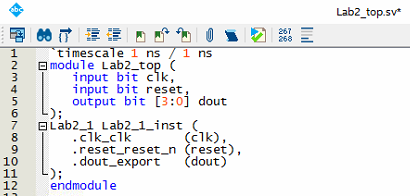 abc
Lab2_top.sv*
267
268
1 `timescale 1 ns / 1 ns
2 module Lab2_top (
3 input bit clk,
4 input bit reset,
5 output bit [3:0] dout
6 );
7 Lab2_1 Lab2_1_inst (
8 .clk_clk (clk),
9 .reset_reset_n (reset),
10 .dout_export (dout)
11 );
12 endmodule